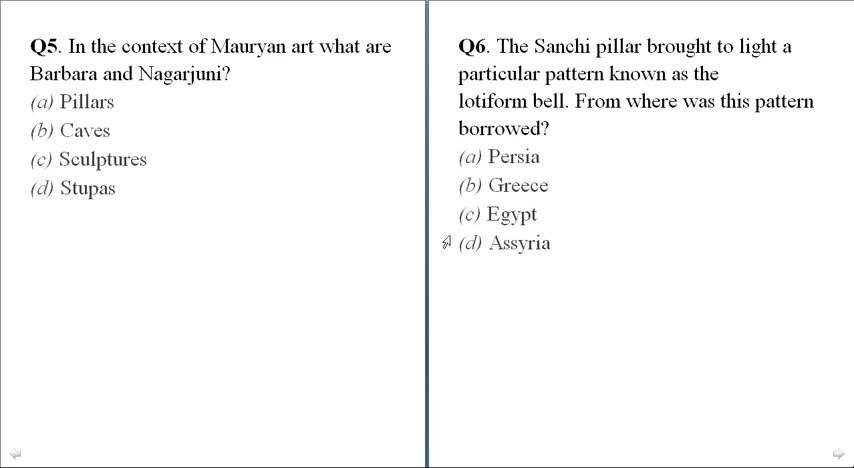 Q5. In the context of Mauryan art what are
Barbara and Nagarjuni?
(a) Pillars
(b) Caves
(c) Sculptures
(d) Stupas
Q6. The Sanchi pillar brought to light a
particular pattern known as the
lotiform bell. From where was this pattern
borrowed?
(a) Persia
(b) Greece
(c) Egypt
(d) Assyria